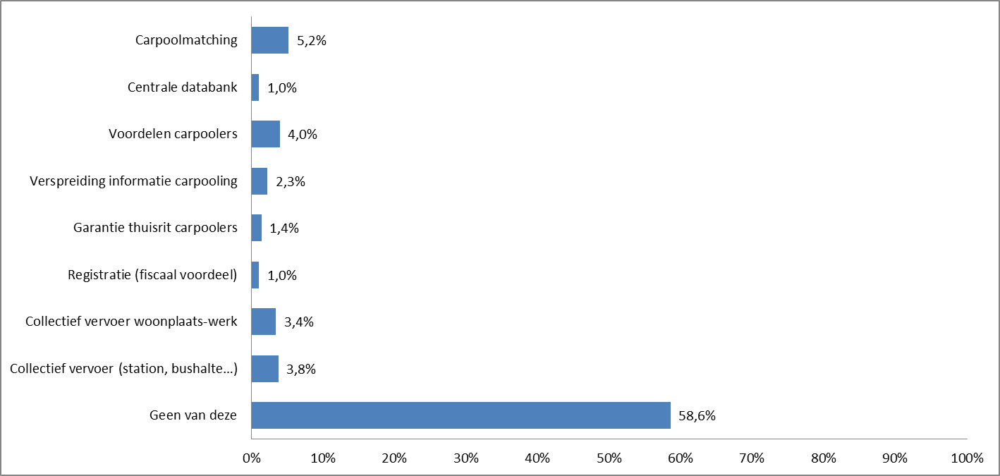 Carpoolmatching 5,2%
Centrale databank 1,0%
Voordelen carpoolers 4,0%
Verspreiding informatie carpooling 2,3%
Garantie thuisrit carpoolers 1,4%
Registratie (fiscaal voordeel) 1,0%
Collectief vervoer woonplaats-werk 3,4%
Collectief vervoer (station, bushalte...) 3,8%
Geen van deze 58,6%
0% 10% 20% 30% 40% 50% 60% 70% 80% 90% 100%